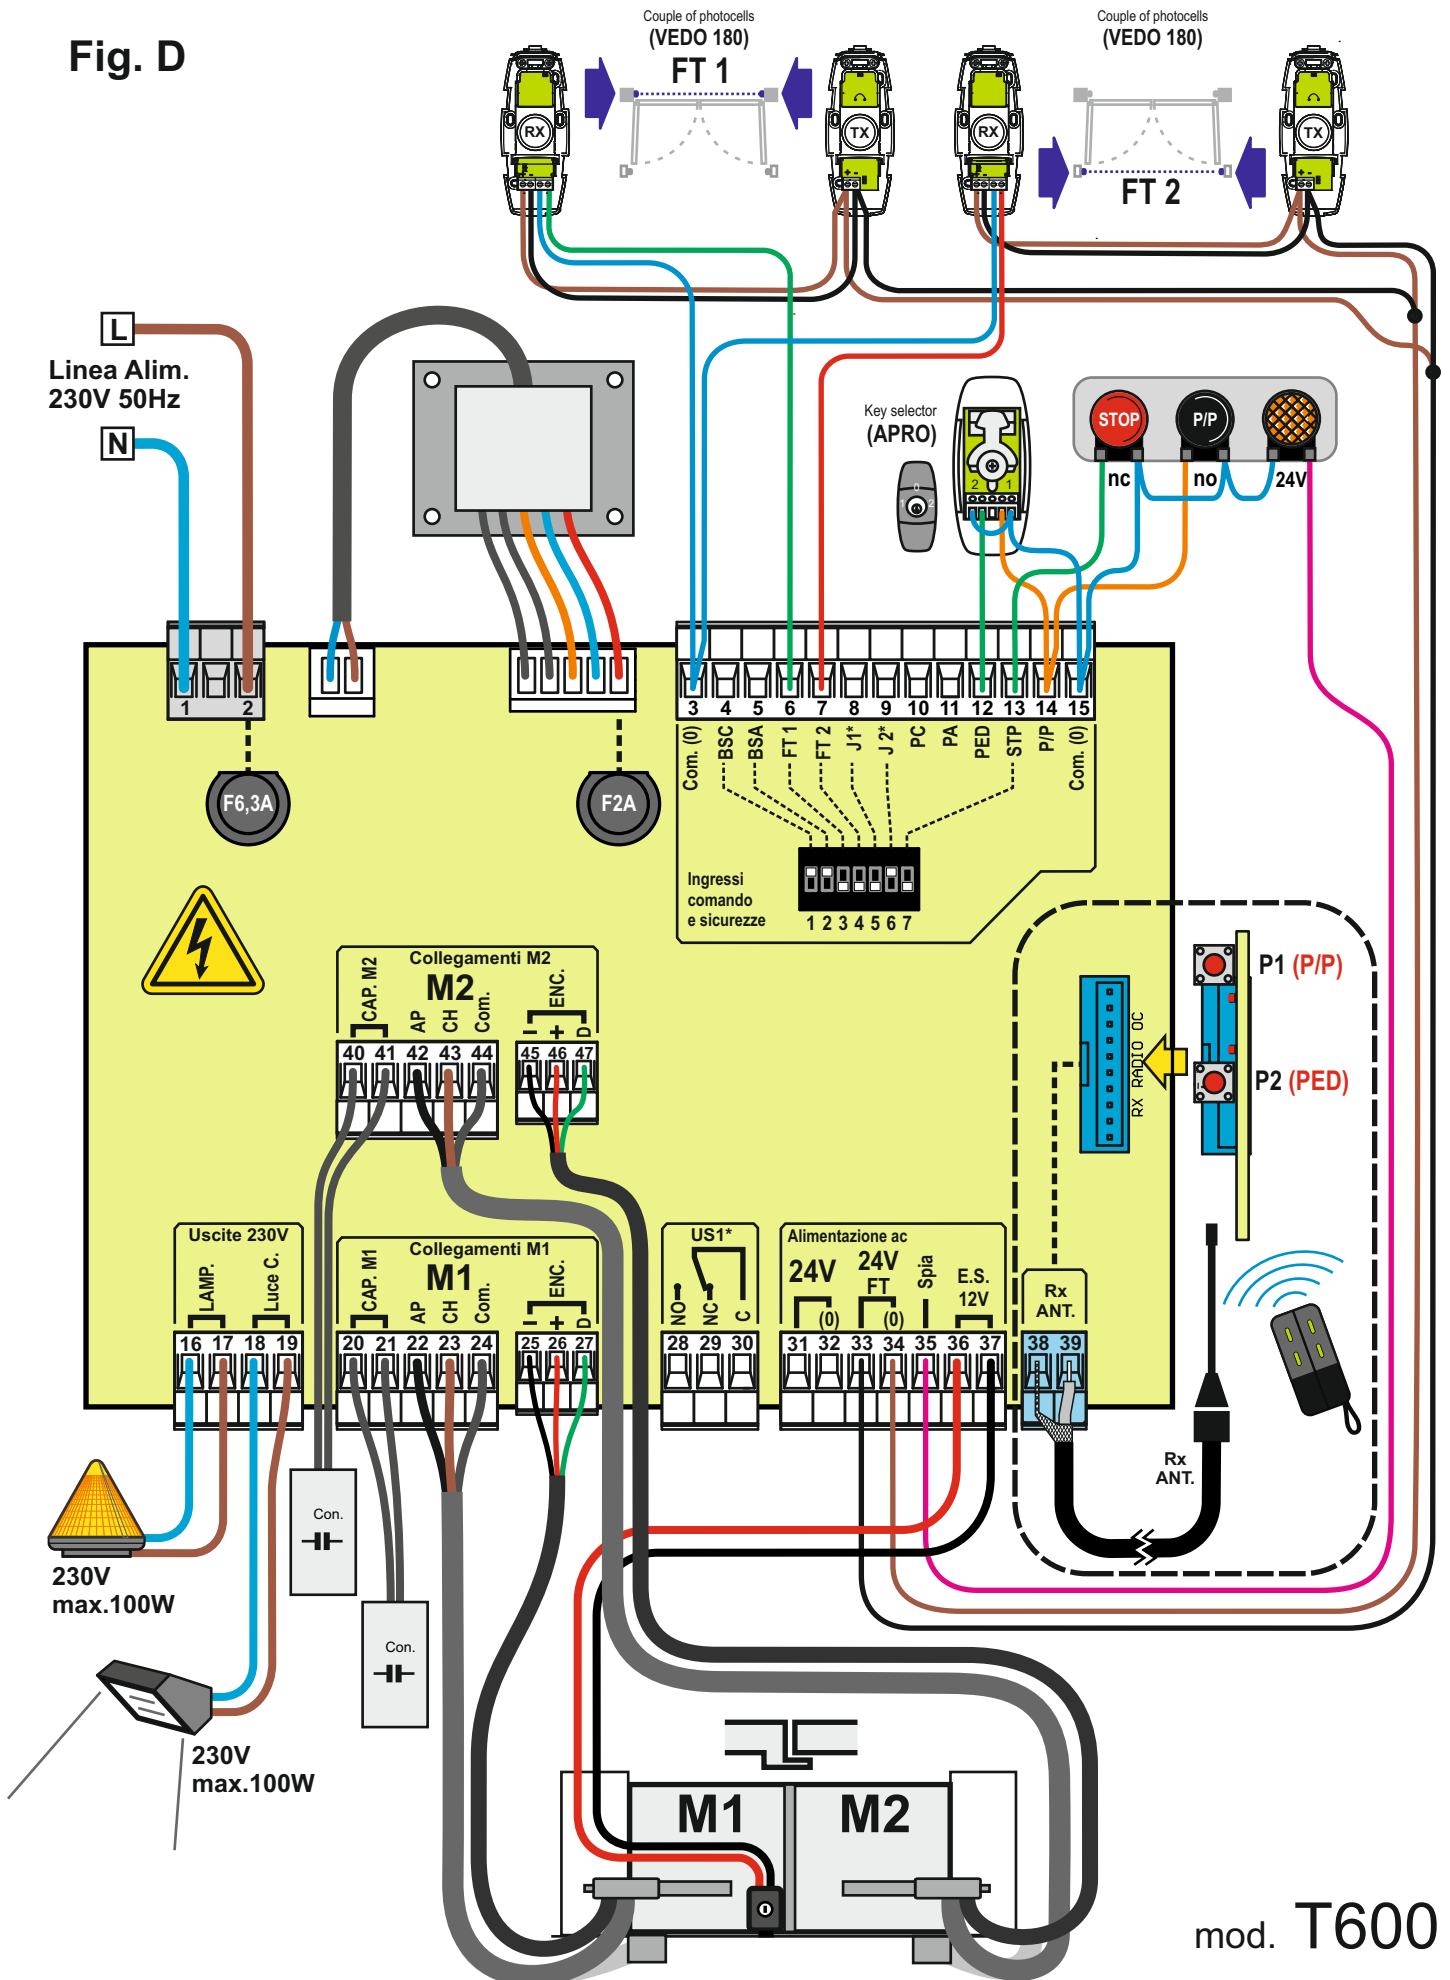 Fig. D
Couple of photocells
(VEDO 180)
FT 1
Couple of photocells
(VEDO 180)
FT 2
RX
TX
RX
TX
L
Linea Alim.
230V 50Hz
N
Key selector
(APRO)
0
1
2
2 1
STOP
P/P
nc
no
24V
1 2
3 4 5 6 7 8 9 10 11 12 13 14 15
Com. (0)
BSC
BSA
FT 1
FT 2
J1*
J 2*
PC
PA
PED
STP
P/P
Com. (0)
F6,3A
F2A
Ingressi
comando
e sicurezze
1 2 3 4 5 6 7
Collegamenti M2
M2
CAP. M2
AP
CH
Com.
ENC.
- + D
40 41 42 43 44
45 46 47
RX RADIO OC
P1 (P/P)
P2 (PED)
Uscite 230V
LAMP.
Luce C.
16 17 18 19
Collegamenti M1
M1
CAP. M1
AP
CH
Com.
ENC.
- + D
20 21 22 23 24
25 26 27
US1*
NO
NC
C
28 29 30
Alimentazione ac
24V
(0)
24V
FT
(0)
Spia
E.S.
12V
31 32 33 34 35 36 37
Rx
ANT.
38 39
Rx
ANT.
Con.
Con.
230V
max.100W
230V
max.100W
M1
M2
mod. T600